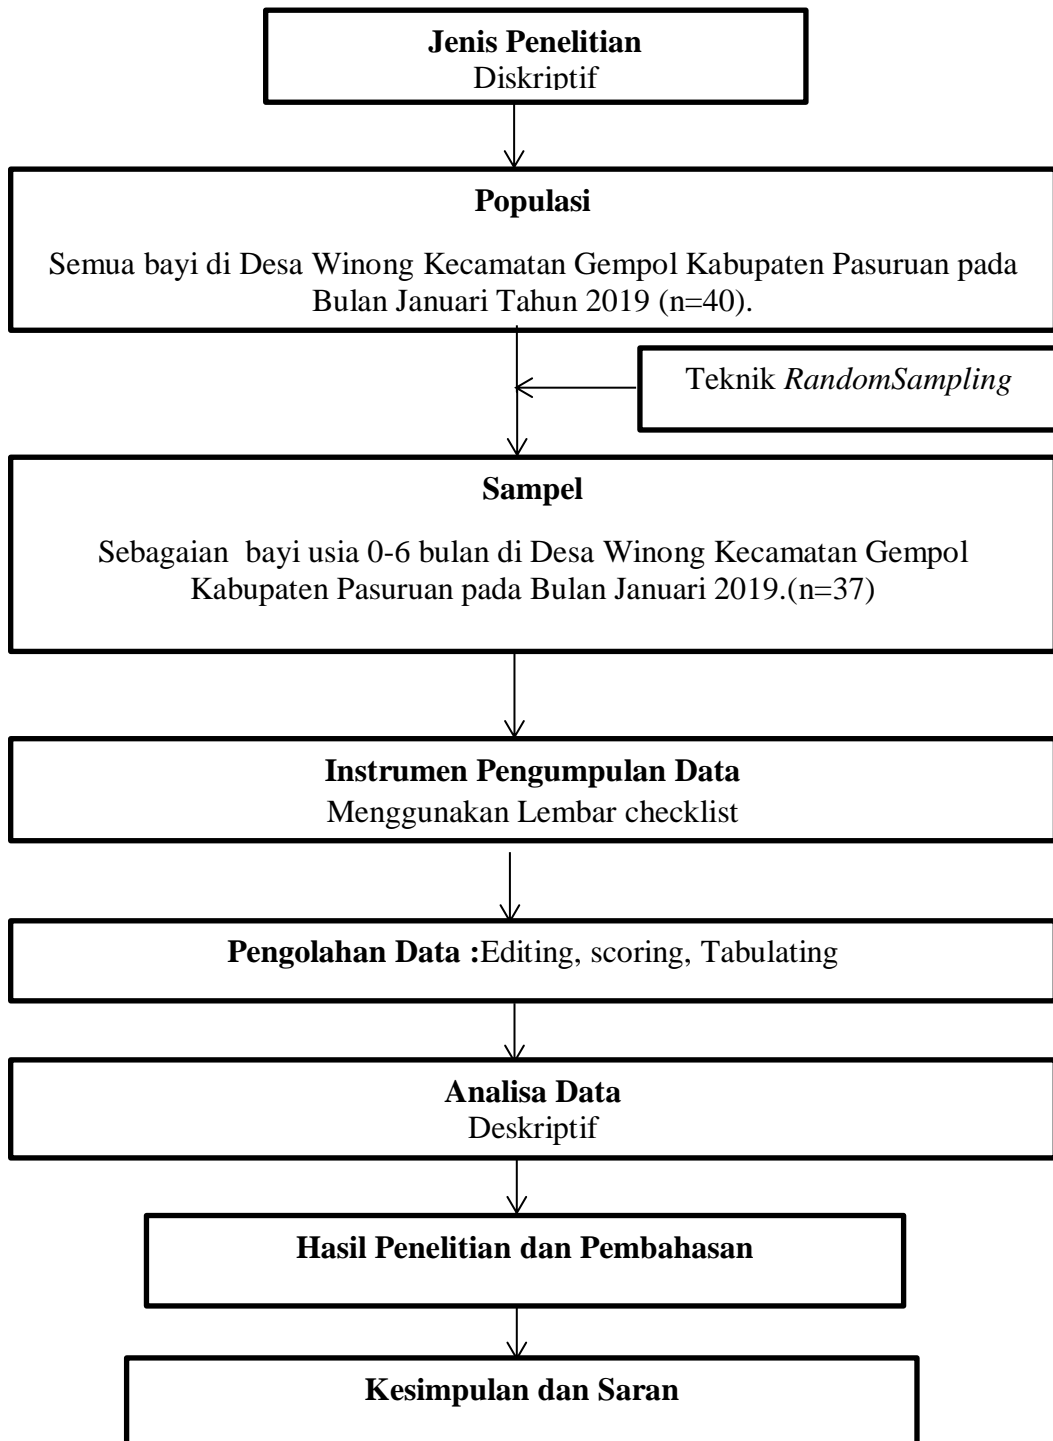 Jenis Penelitian
Diskriptif
Populasi
Semua bayi di Desa Winong Kecamatan Gempol Kabupaten Pasuruan pada
Bulan Januari Tahun 2019 (n=40).
Teknik RandomSampling
Sampel
Sebagaian  bayi usia 0-6 bulan di Desa Winong Kecamatan Gempol
Kabupaten Pasuruan pada Bulan Januari 2019.(n=37)
Instrumen Pengumpulan Data
Menggunakan Lembar checklist
Pengolahan Data :Editing, scoring, Tabulating
Analisa Data
Deskriptif
Hasil Penelitian dan Pembahasan
Kesimpulan dan Saran